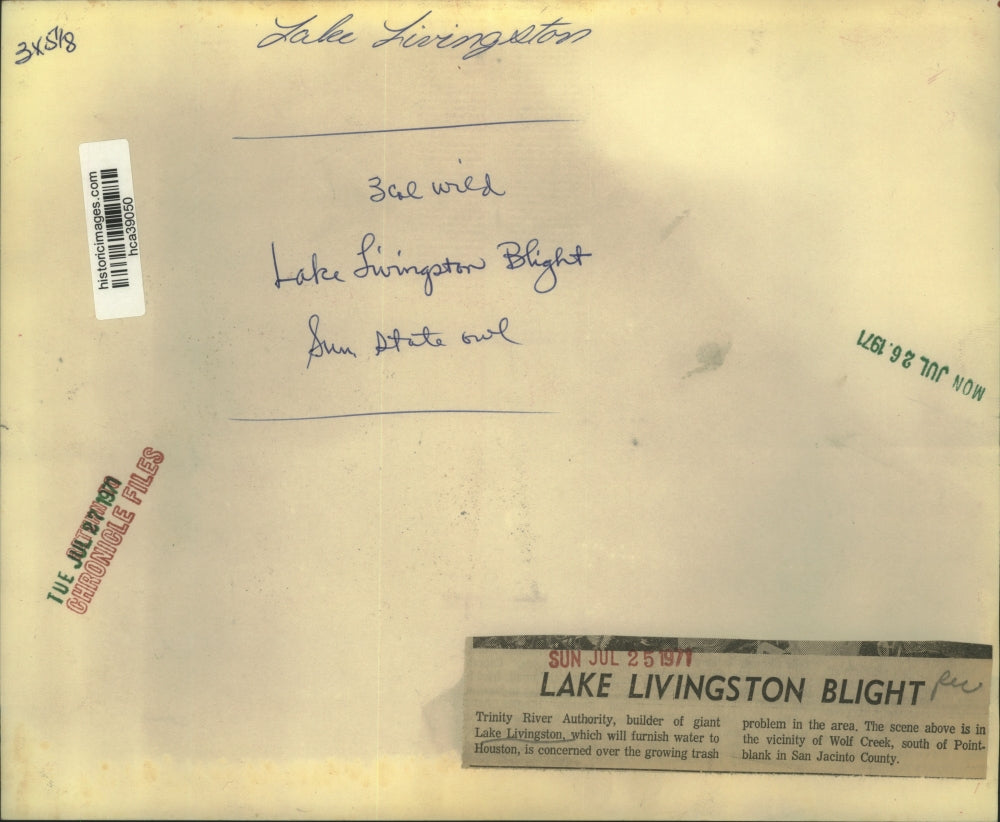 3x5/8
Lake Livingston
3col wild
Lake Livingston Blight
Sun state owl
historicimages.com
hca39050
MON JUL 26.1971
TUE JUL 27 1971
CHRONICLE FILES
SUN JUL 25 1971
LAKE LIVINGSTON BLIGHT
Trinity River Authority, builder of giant
Lake Livingston, which will furnish water to
Houston, is concerned over the growing trash
problem in the area. The scene above is in
the vicinity of Wolf Creek, south of Point-
blank in San Jacinto County.